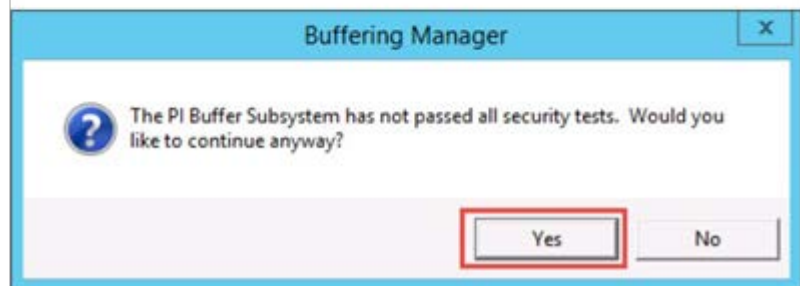 Buffering Manager
x
The PI Buffer Subsystem has not passed all security tests.  Would you
like to continue anyway?
Yes
No